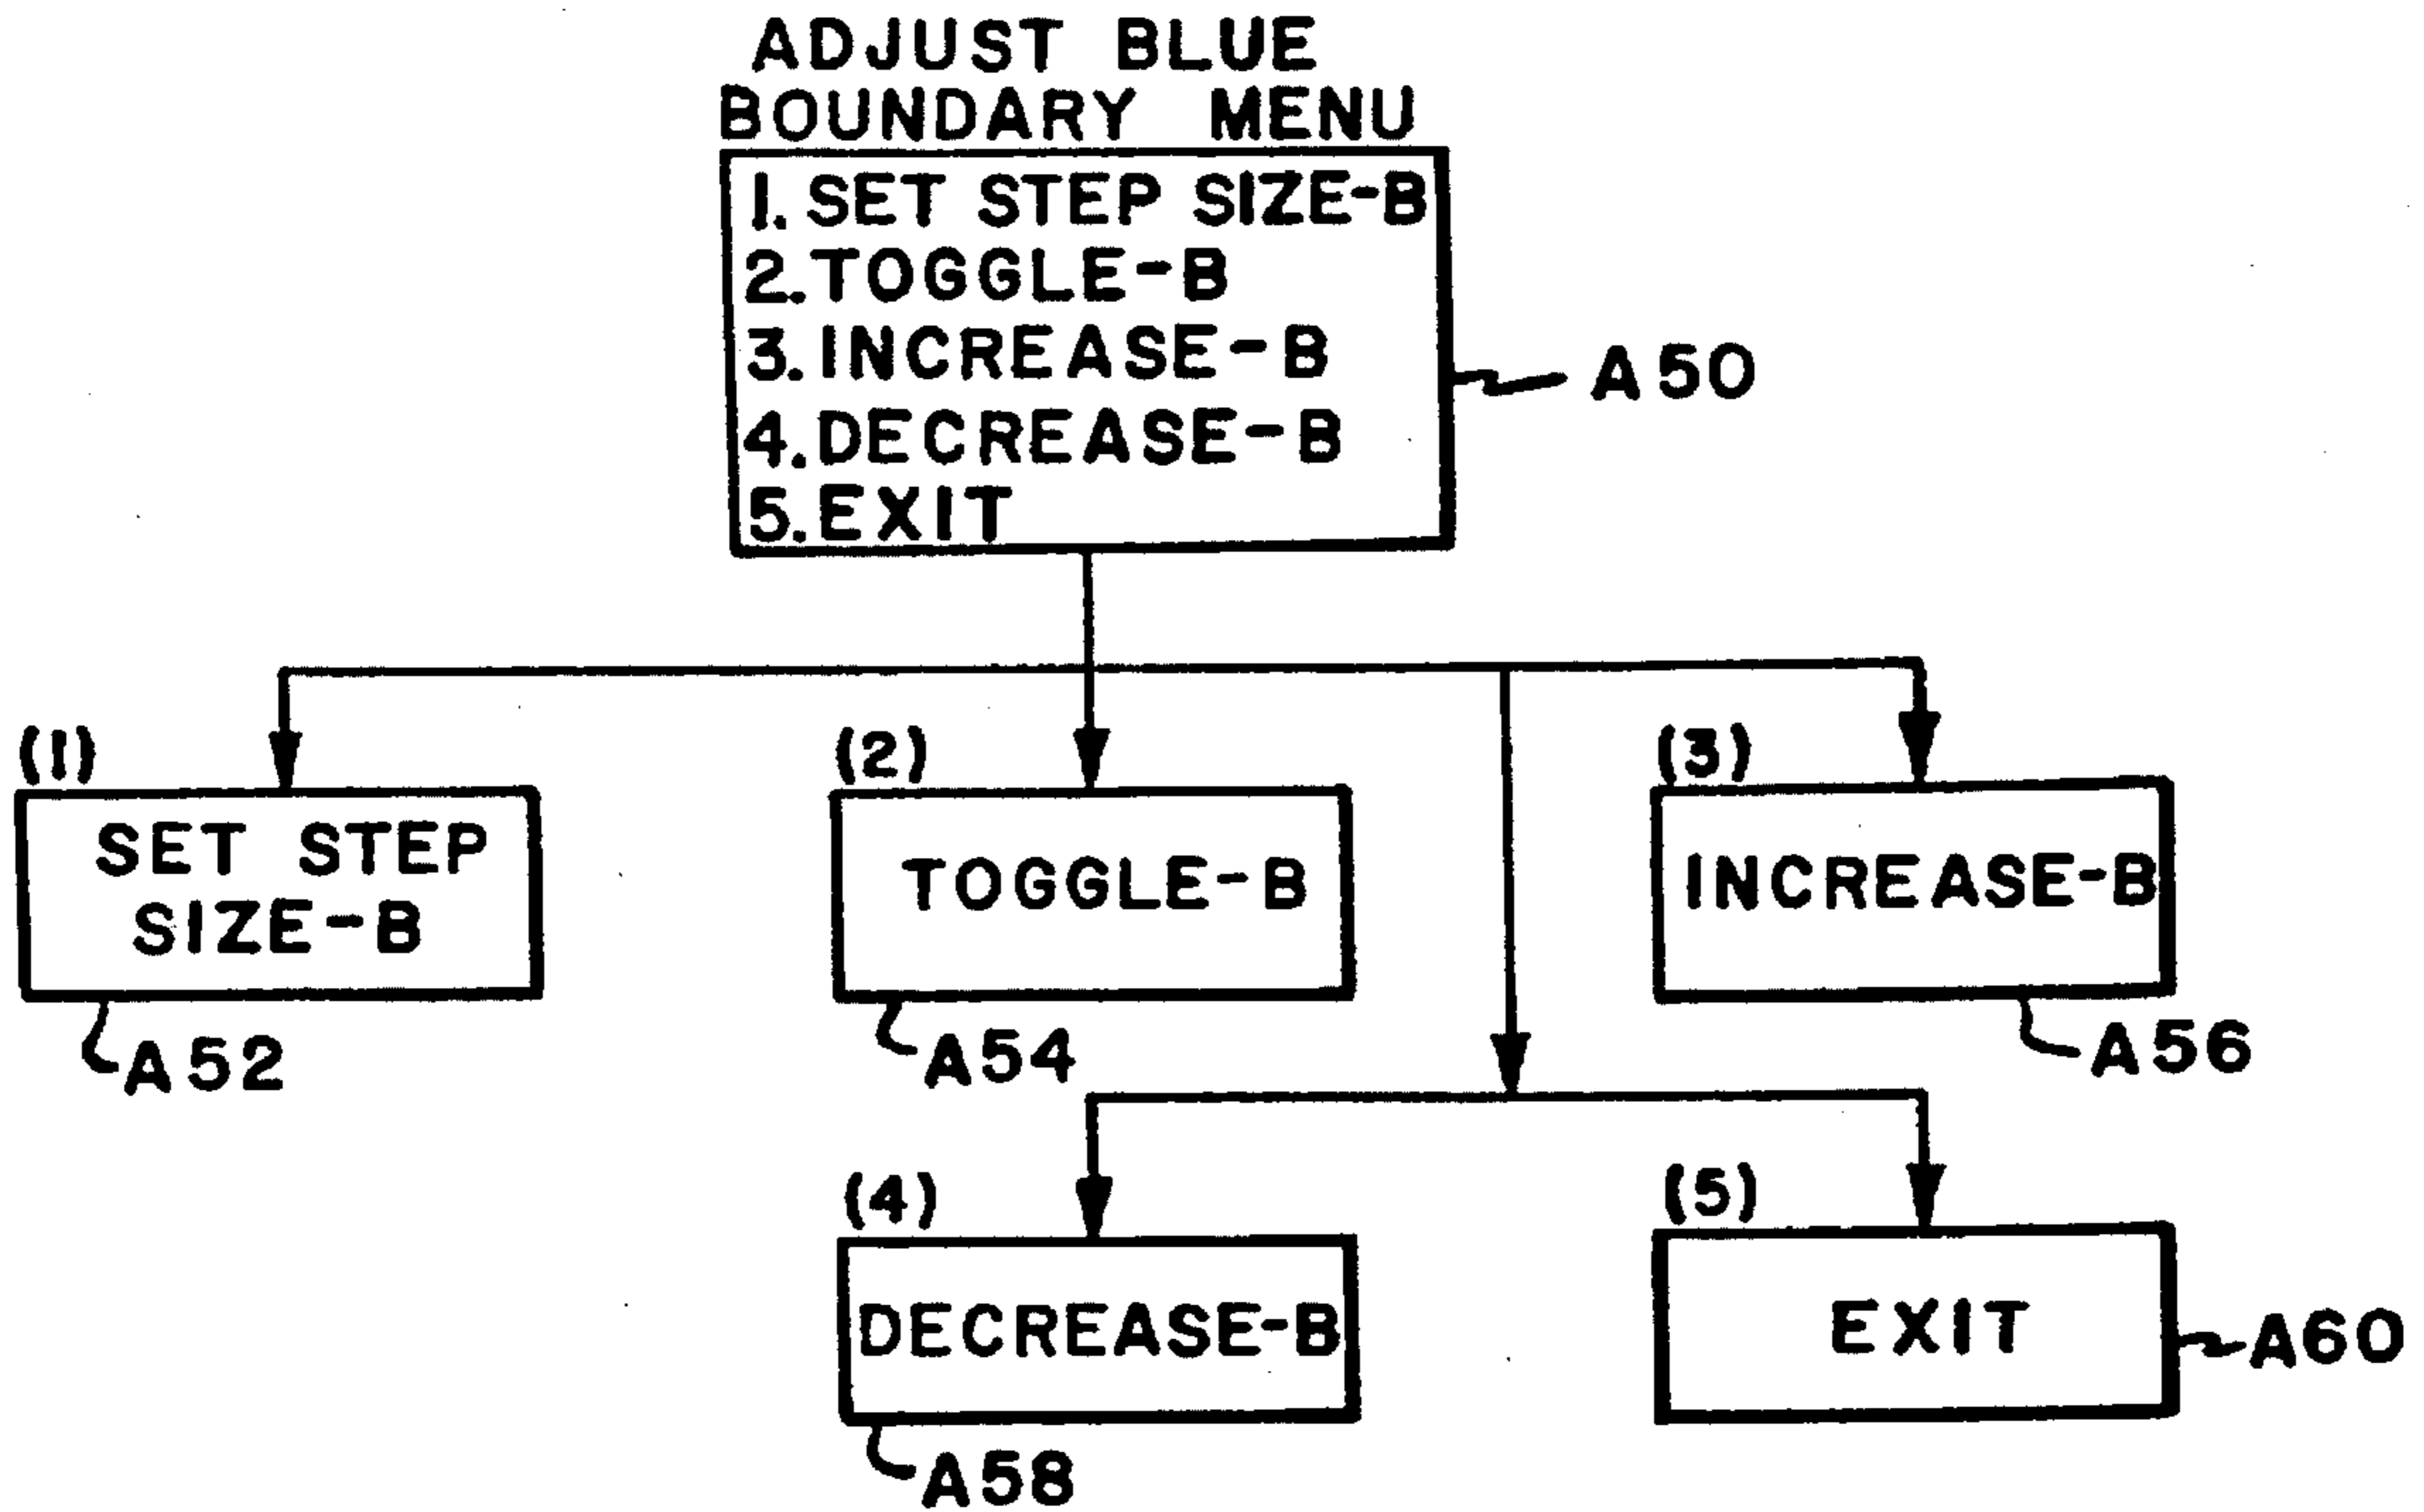 ADJUST BLUE
BOUNDARY MENU
1. SET STEP SIZE-B
2. TOGGLE-B
3. INCREASE-B
4. DECREASE-B
5. EXIT
A50
(1)
SET STEP
SIZE-B
A52
(2)
TOGGLE-B
A54
(3)
INCREASE-B
A56
(4)
DECREASE-B
A58
(5)
EXIT
A60